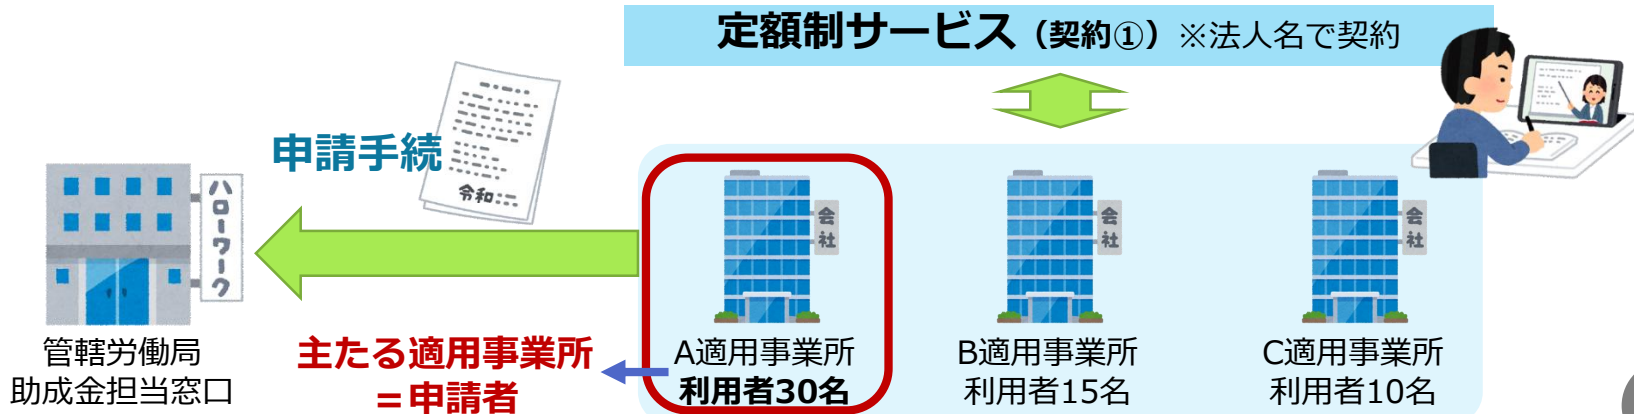 定額制サービス（契約①）※法人名で契約
申請手続
令和
ハローワーク
会社
会社
会社
管轄労働局
助成金担当窓口
主たる適用事業所
＝申請者
A適用事業所
利用者30名
B適用事業所
利用者15名
C適用事業所
利用者10名